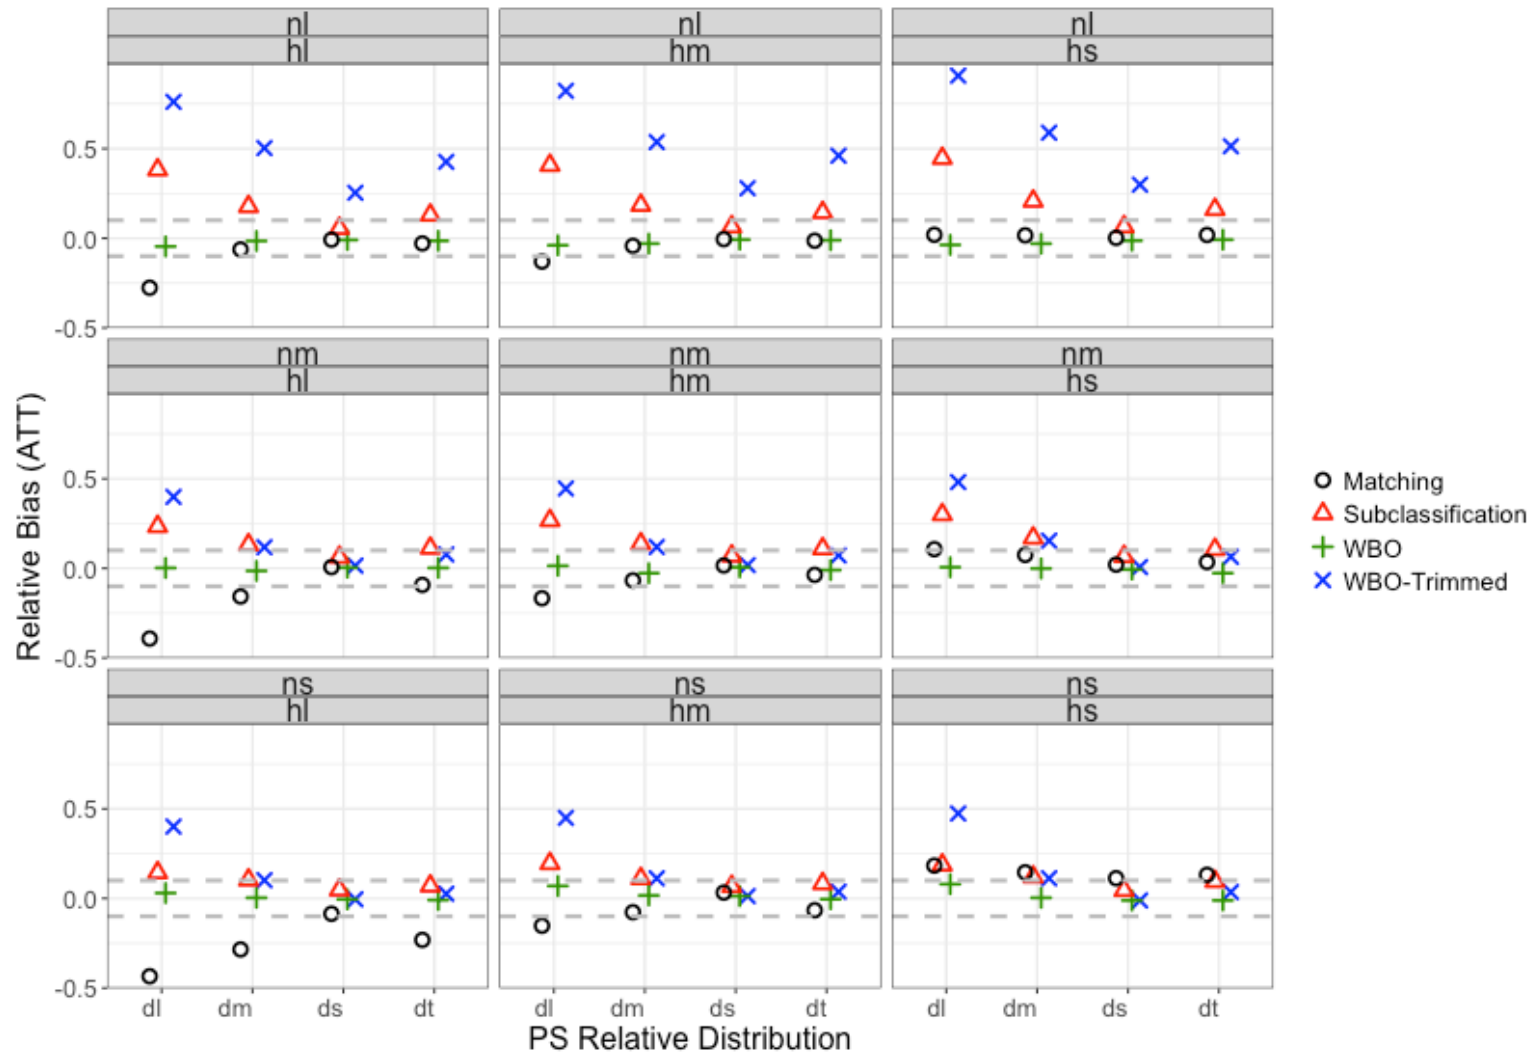 nl
hl
nl
hm
nl
hs
0.5
0.0
-0.5
nm
hl
nm
hm
nm
hs
0.5
0.0
-0.5
ns
hl
ns
hm
ns
hs
0.5
0.0
-0.5
dl dm ds dt
dl dm ds dt
dl dm ds dt
PS Relative Distribution
Relative Bias (ATT)
Matching
Subclassification
WBO
WBO-Trimmed